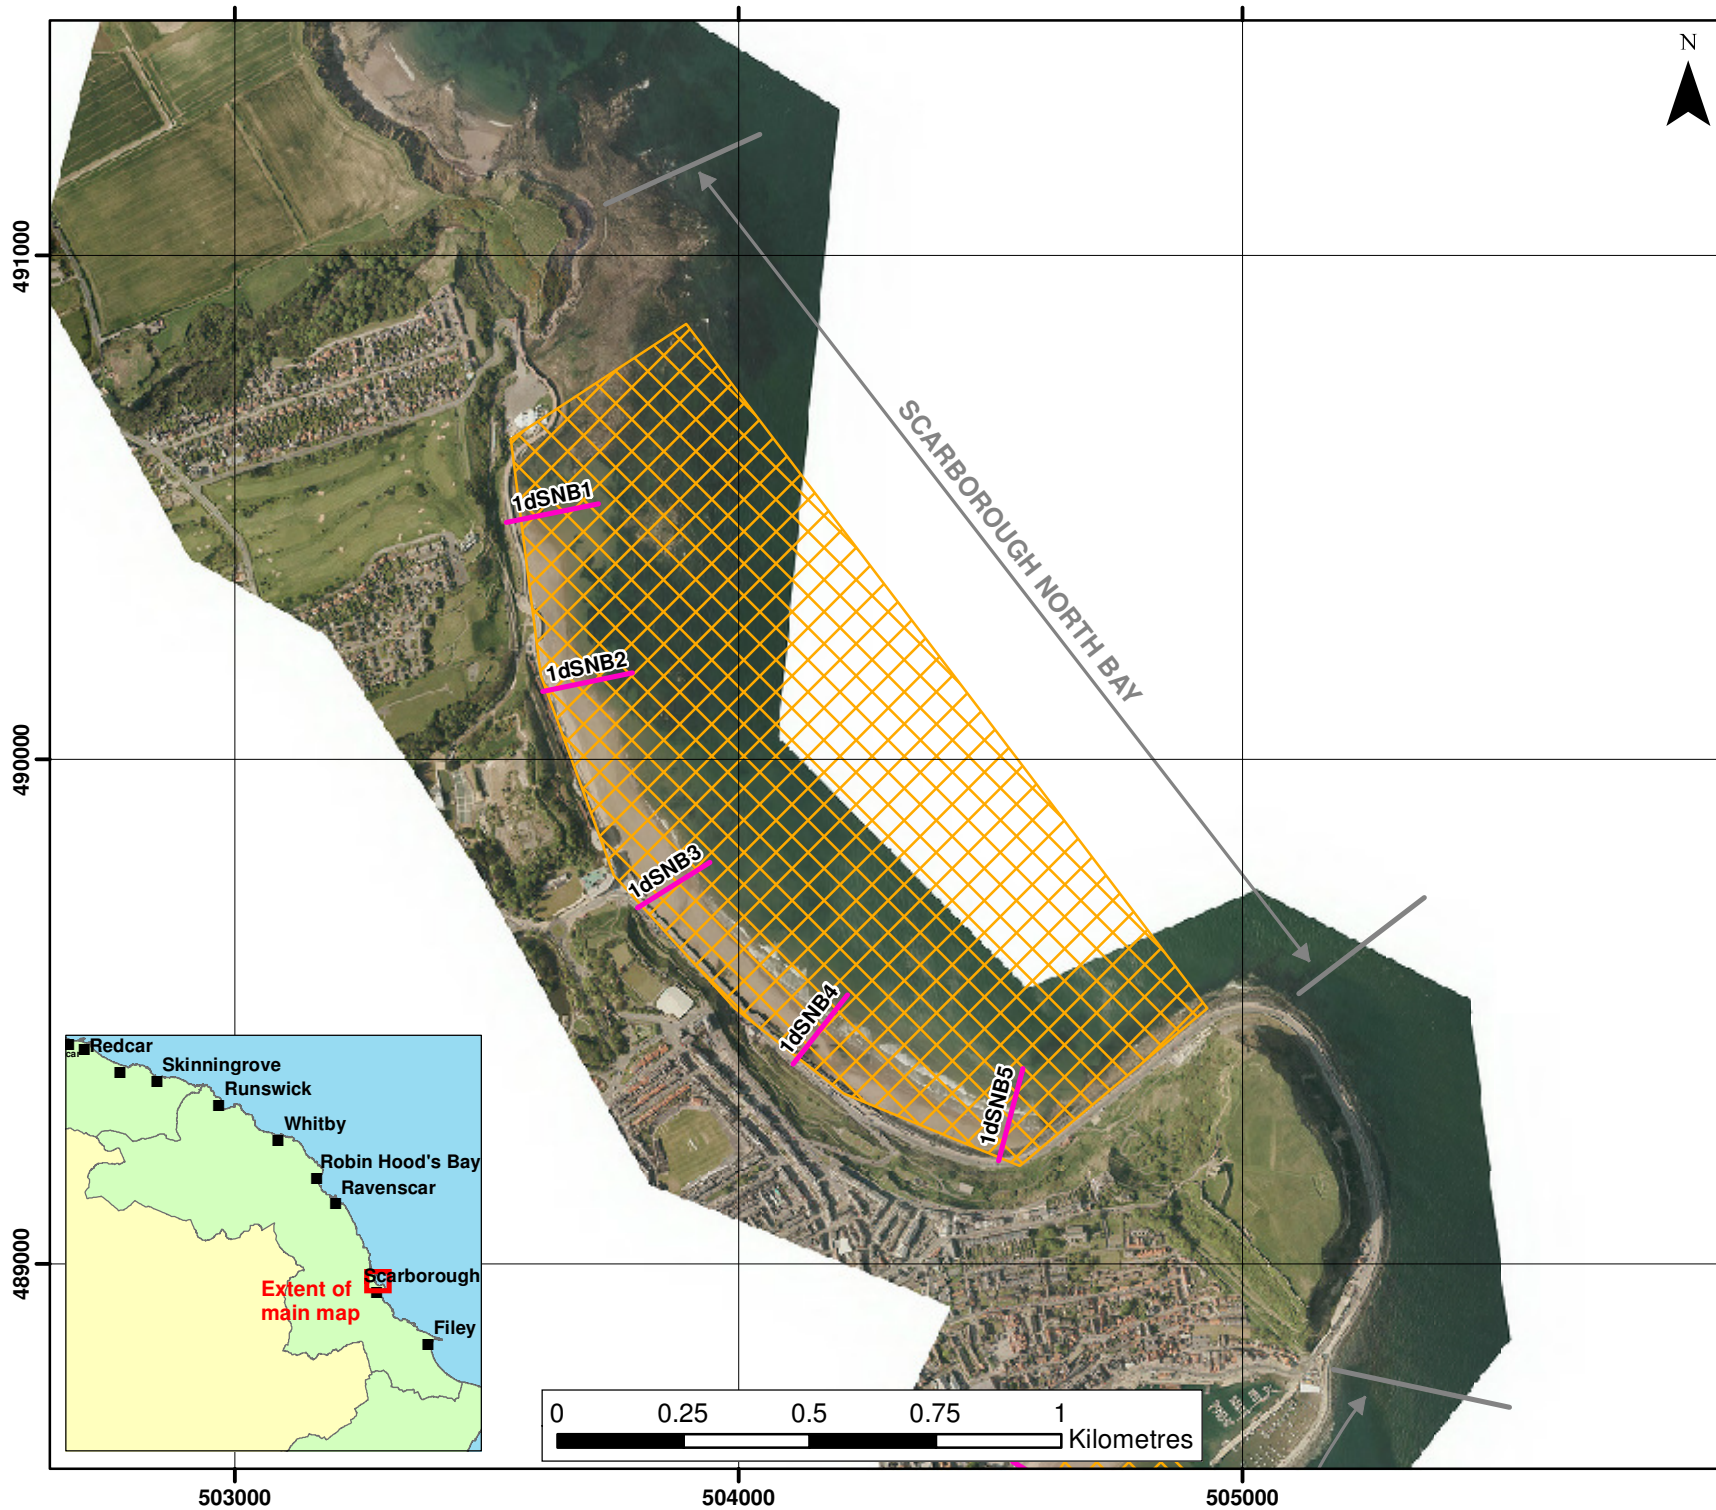 N
491000
490000
489000
SCARBOROUGH NORTH BAY
1dSNB1
1dSNB2
1dSNB3
1dSNB4
1dSNB5
car
Redcar
Skinningrove
Runswick
Whitby
Robin Hood's Bay
Ravenscar
Scarborough
Extent of
main map
Filey
0 0.25 0.5 0.75 1
Kilometres
503000 504000 505000